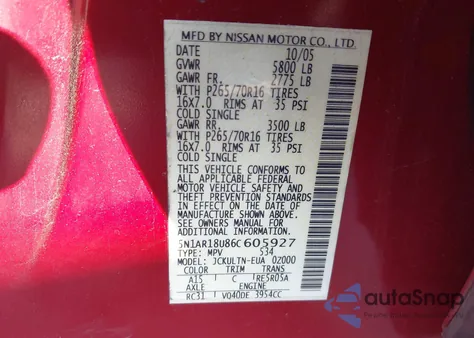 MFD BY NISSAN MOTOR CO., LTD.
DATE 10/05
GVWR 5800 LB
GAWR FR. 2775 LB
WITH P265/70R16 TIRES
16X7.0 RIMS AT 35 PSI
COLD SINGLE
GAWR RR. 3500 LB
WITH P265/70R16 TIRES
16X7.0 RIMS AT 35 PSI
COLD SINGLE
THIS VEHICLE CONFORMS TO
ALL APPLICABLE FEDERAL
MOTOR VEHICLE SAFETY AND
THEFT PREVENTION STANDARDS
IN EFFECT ON THE DATE OF
MANUFACTURE SHOWN ABOVE.
SEE OWNERS MANUAL FOR
ADDITIONAL INFORMATION.
5N1AR18U86C605927
TYPE: MPV 534
MODEL: JCKULTN-EUA 0Z000
COLOR TRIM TRANS
A15 C RE5R05A
AXLE ENGINE
RC31 VQ40DE 3954CC
autoSnap